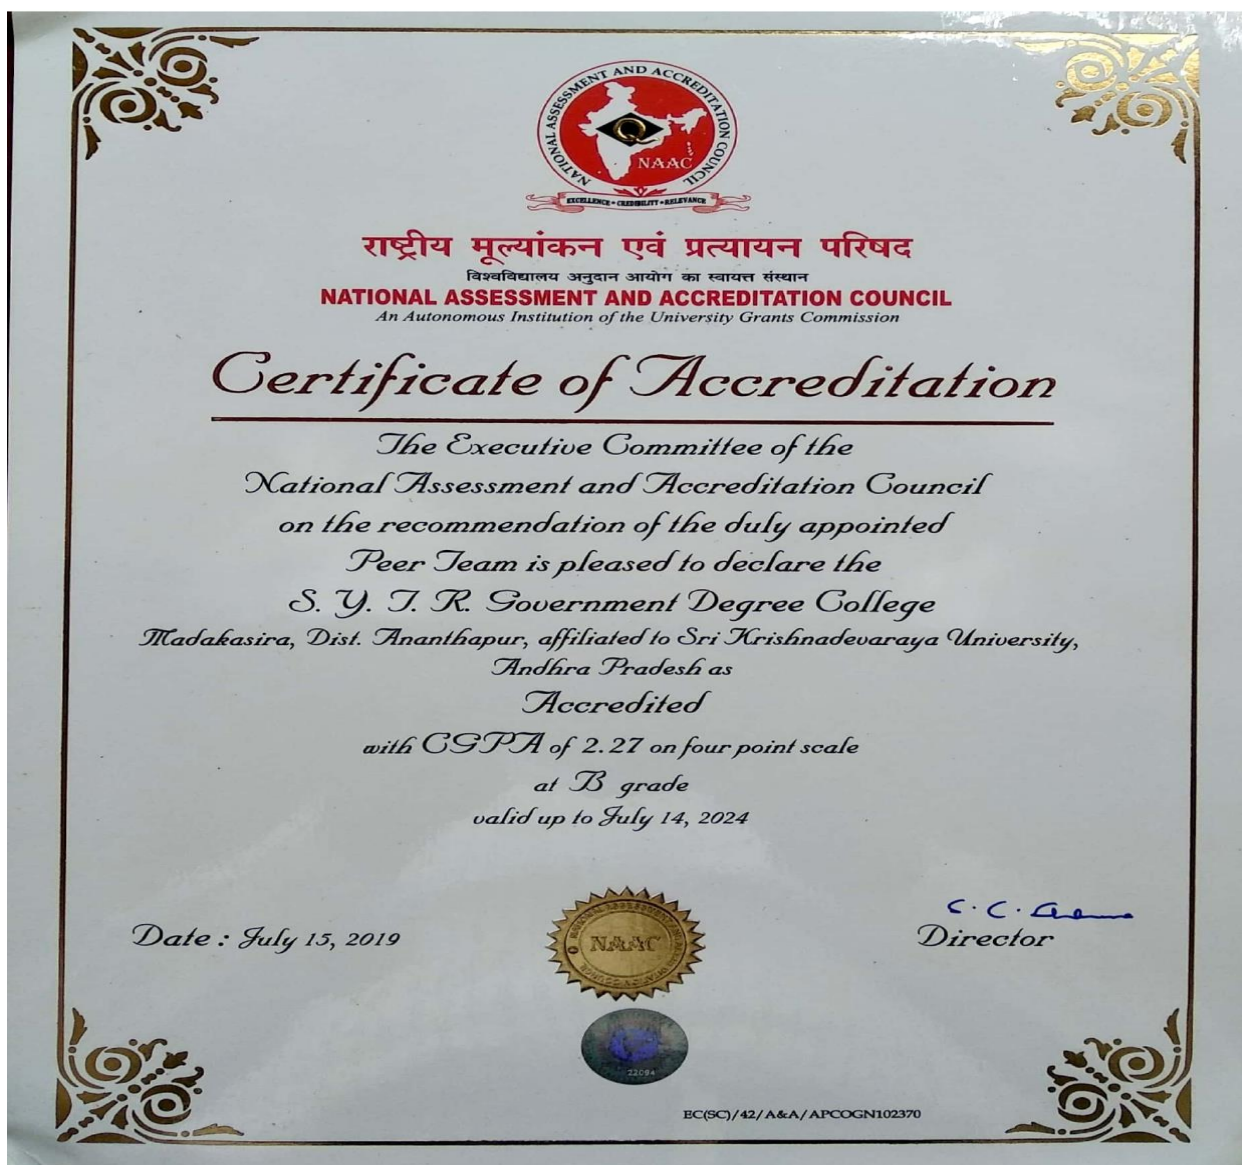 NATIONAL ASSESSMENT AND ACCREDITATION COUNCIL
NAAC
EXCELLENCE • CREDIBILITY • RELEVANCE
राष्ट्रीय मूल्यांकन एवं प्रत्यायन परिषद
विश्वविद्यालय अनुदान आयोग का स्वायत्त संस्थान
NATIONAL ASSESSMENT AND ACCREDITATION COUNCIL
An Autonomous Institution of the University Grants Commission
Certificate of Accreditation
The Executive Committee of the
National Assessment and Accreditation Council
on the recommendation of the duly appointed
Peer Team is pleased to declare the
S. Y. T. R. Government Degree College
Madakasira, Dist. Ananthapur, affiliated to Sri Krishnadevaraya University,
Andhra Pradesh as
Accredited
with CGPA of 2.27 on four point scale
at B grade
valid up to July 14, 2024
Date : July 15, 2019
NAAC
Director
22094
EC(SC)/42/A&A/APCOGN102370